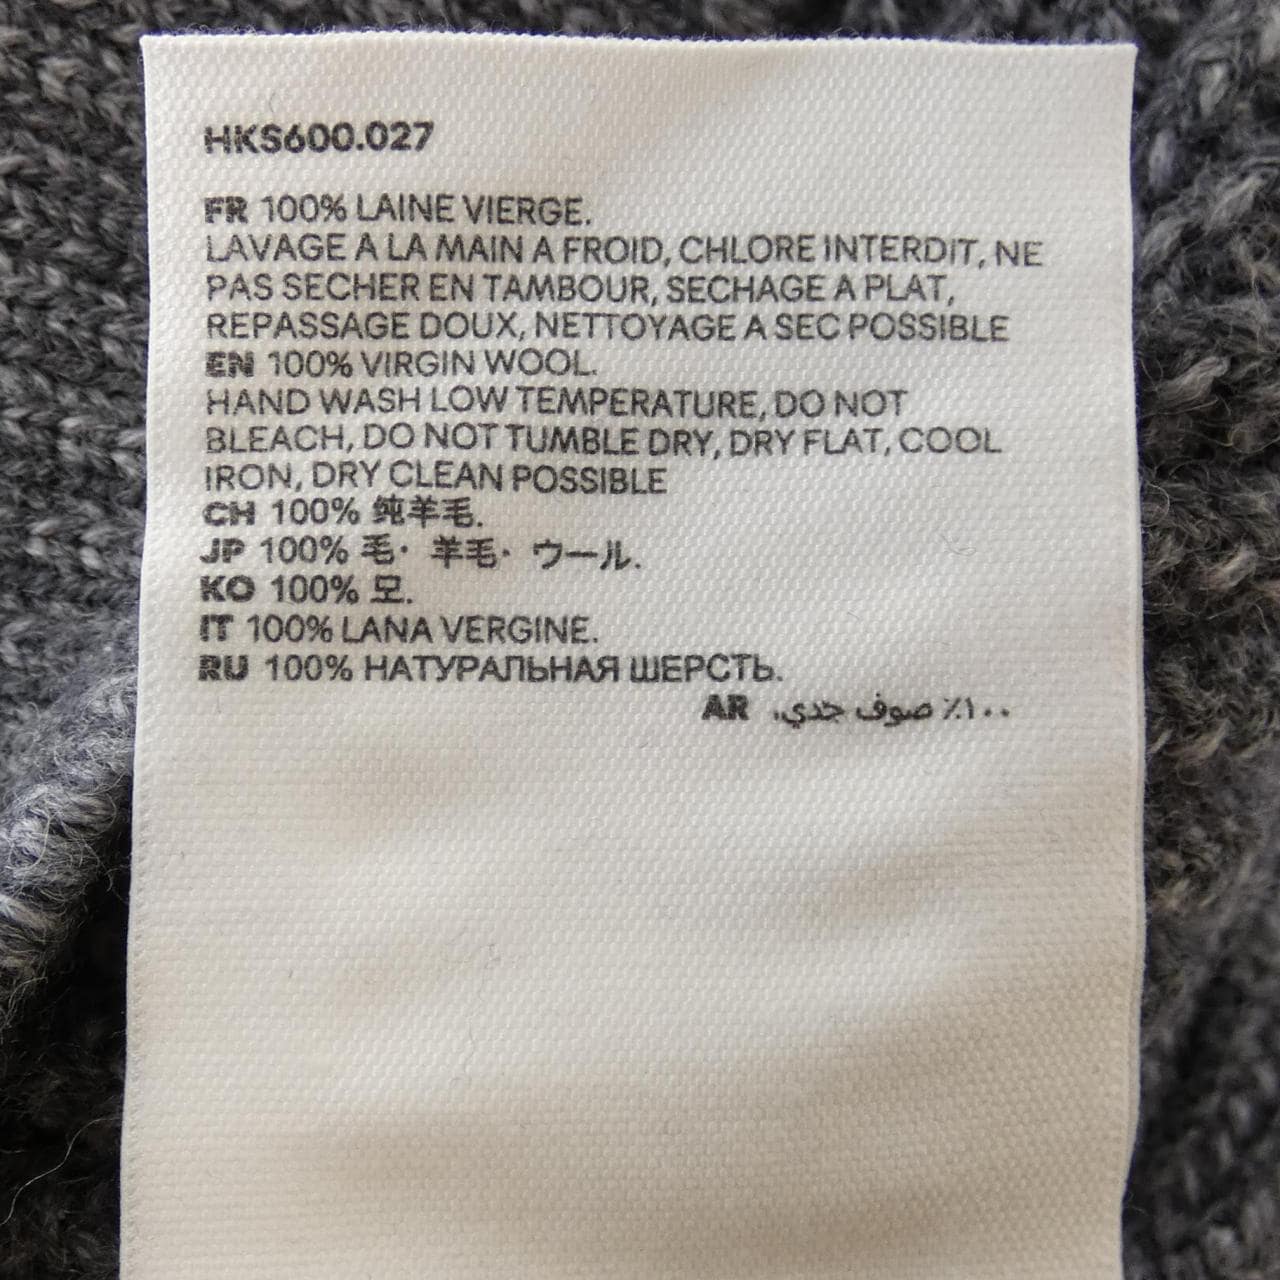 HKS600.027
FR 100% LAINE VIERGE.
LAVAGE A LA MAIN A FROID, CHLORE INTERDIT, NE
PAS SECHER EN TAMBOUR, SECHAGE A PLAT,
REPASSAGE DOUX, NETTOYAGE A SEC POSSIBLE
EN 100% VIRGIN WOOL.
HAND WASH LOW TEMPERATURE, DO NOT
BLEACH, DO NOT TUMBLE DRY, DRY FLAT, COOL
IRON, DRY CLEAN POSSIBLE
CH 100% 纯羊毛.
JP 100% 毛・羊毛・ウール.
KO 100% 모.
IT 100% LANA VERGINE.
RU 100% НАТУРАЛЬНАЯ ШЕРСТЬ.
AR ١٠٠٪ صوف جدي.